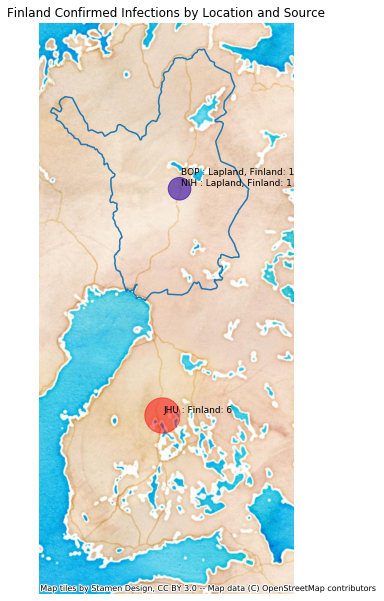 Finland Confirmed Infections by Location and Source
BOP : Lapland, Finland: 1
NIH : Lapland, Finland: 1
JHU : Finland: 6
Map tiles by Stamen Design, CC BY 3.0 -- Map data (C) OpenStreetMap contributors